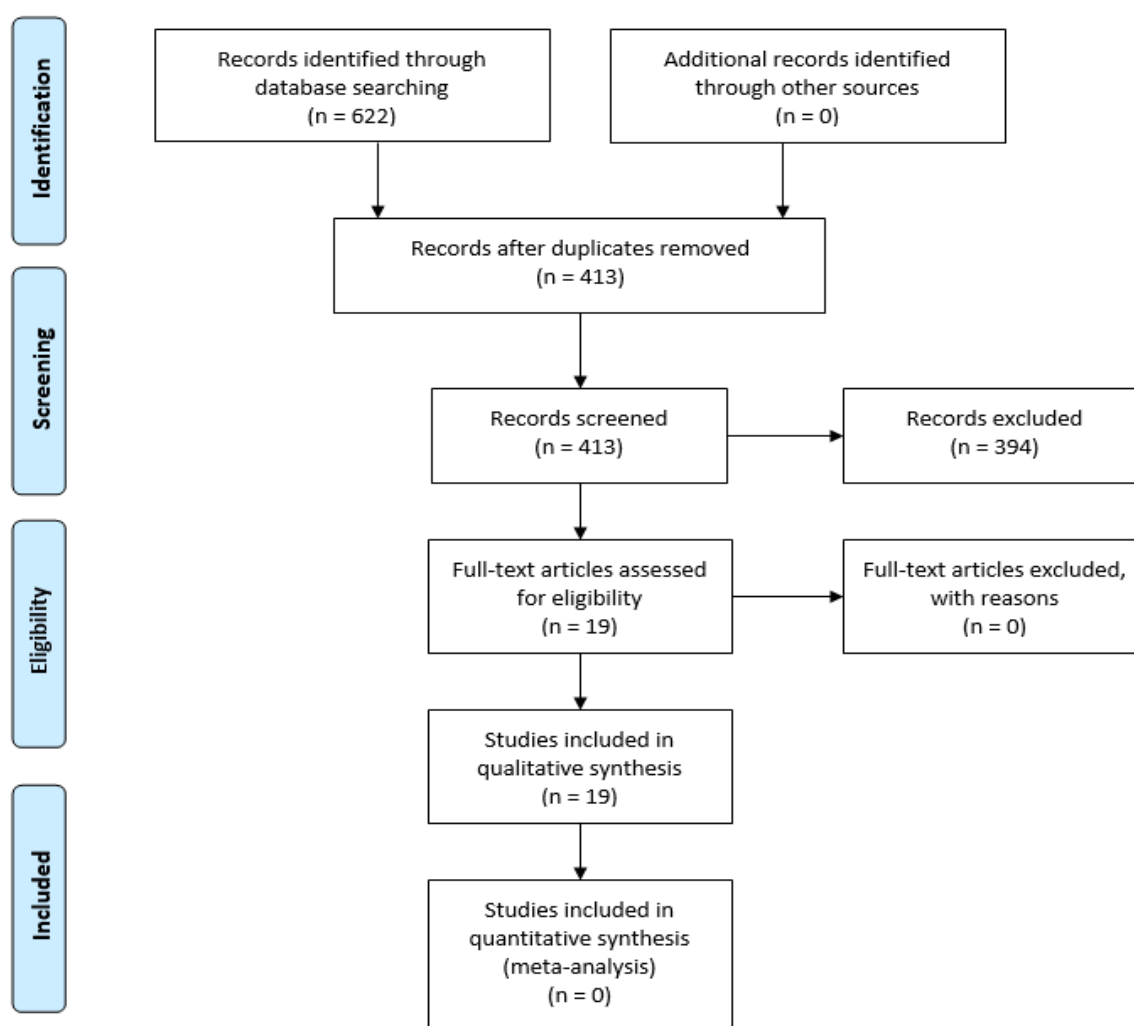 Identification
Records identified through
database searching
(n = 622)
Additional records identified
through other sources
(n = 0)
Records after duplicates removed
(n = 413)
Screening
Records screened
(n = 413)
Records excluded
(n = 394)
Eligibility
Full-text articles assessed
for eligibility
(n = 19)
Full-text articles excluded,
with reasons
(n = 0)
Studies included in
qualitative synthesis
(n = 19)
Included
Studies included in
quantitative synthesis
(meta-analysis)
(n = 0)